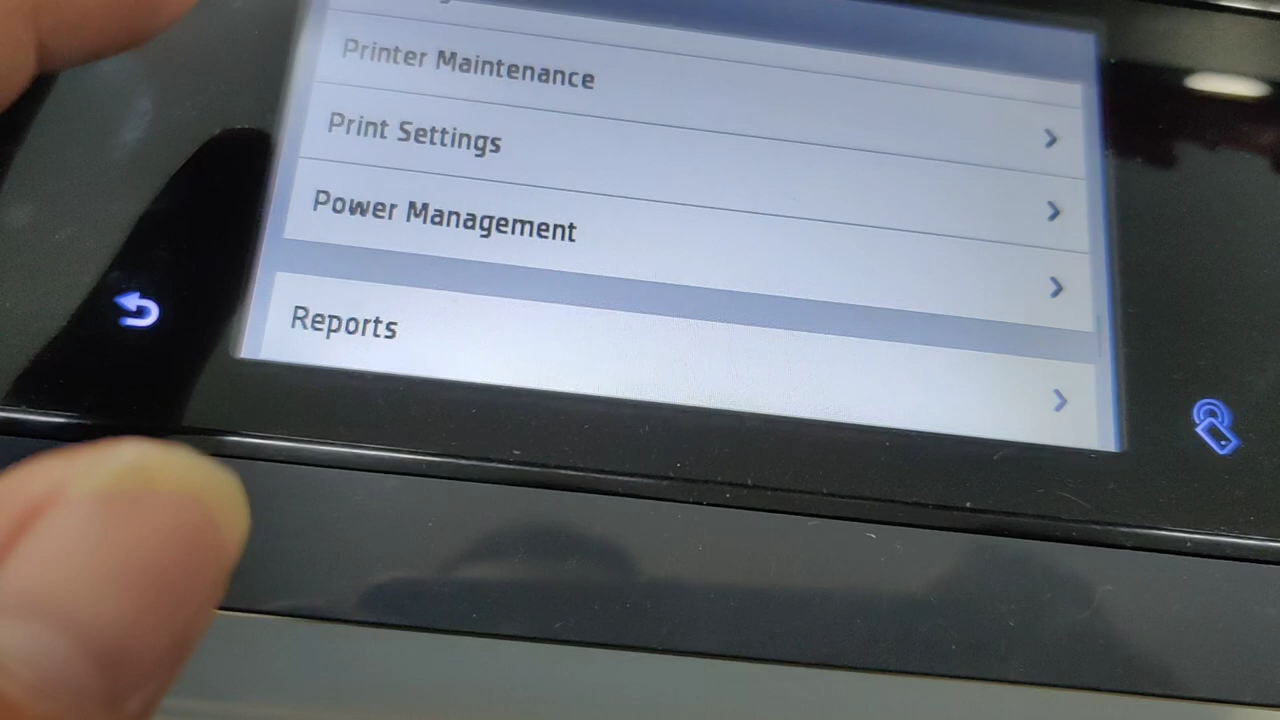 Printer Maintenance
Print Settings
Power Management
Reports